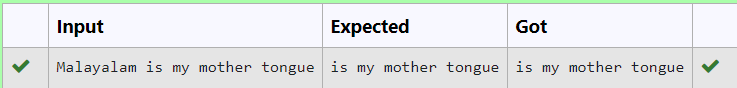 Input Expected Got
Malayalam is my mother tongue is my mother tongue is my mother tongue